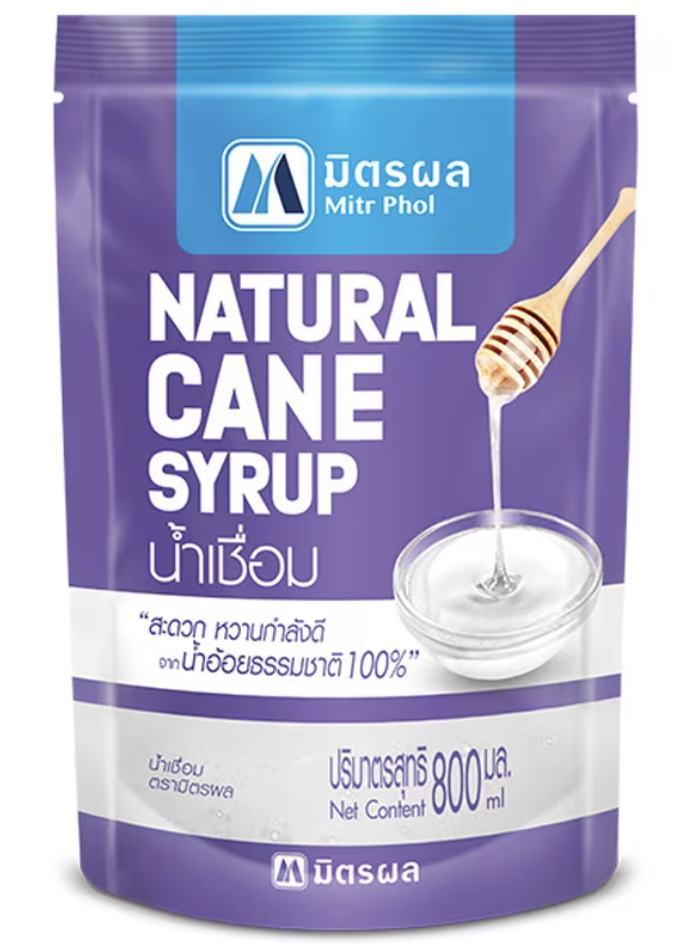 มิตรผล
Mitr Phol
NATURAL
CANE
SYRUP
น้ำเชื่อม
“สะดวก หวานกำลังดี
จากน้ำอ้อยธรรมชาติ 100%”
น้ำเชื่อม
ตรามิตรผล
ปริมาตรสุทธิ 800 มล.
Net Content ml
มิตรผล